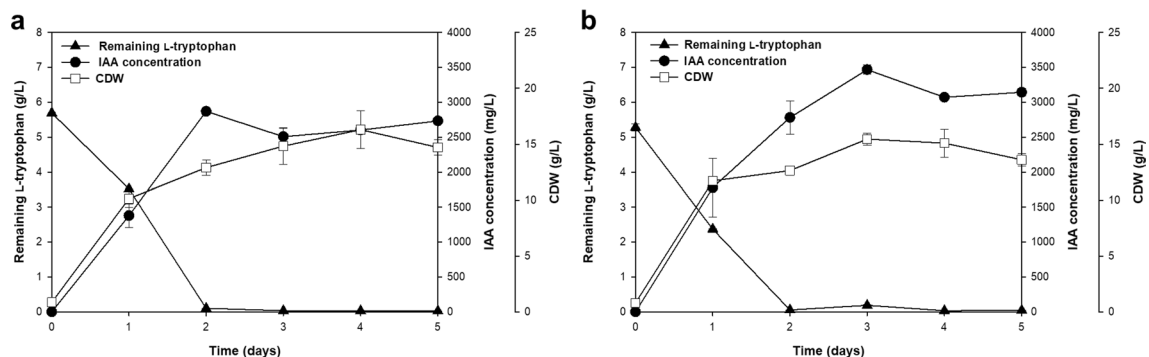 a
Remaining L-tryptophan
IAA concentration
CDW
Remaining L-tryptophan (g/L)
8
7
6
5
4
3
2
1
0
0 1 2 3 4 5
Time (days)
4000
3500
3000
2500
2000
1500
1000
500
0
IAA concentration (mg/L)
25
20
15
10
5
0
CDW (g/L)
b
Remaining L-tryptophan
IAA concentration
CDW
Remaining L-tryptophan (g/L)
8
7
6
5
4
3
2
1
0
0 1 2 3 4 5
Time (days)
4000
3500
3000
2500
2000
1500
1000
500
0
IAA concentration (mg/L)
25
20
15
10
5
0
CDW (g/L)